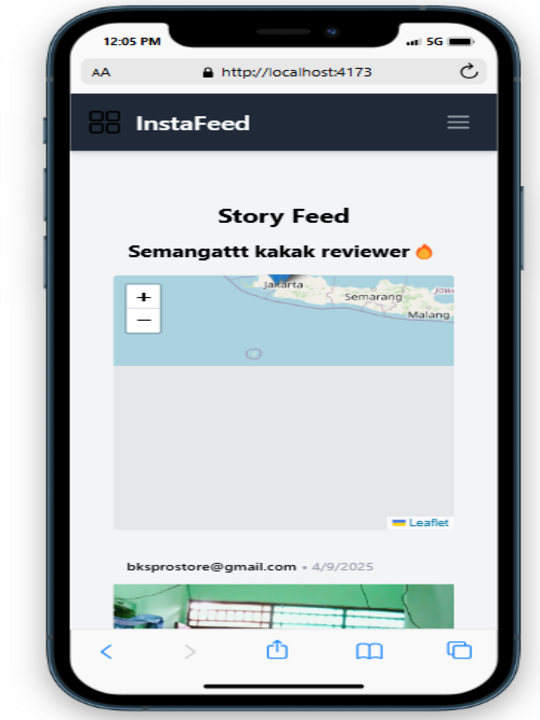 12:05 PM
5G
AA
http://localhost:4173
InstaFeed
Story Feed
Semangattt kakak reviewer 🔥
+
Jakarta
Semarang
−
Malang
Leaflet
bksprostore@gmail.com • 4/9/2025